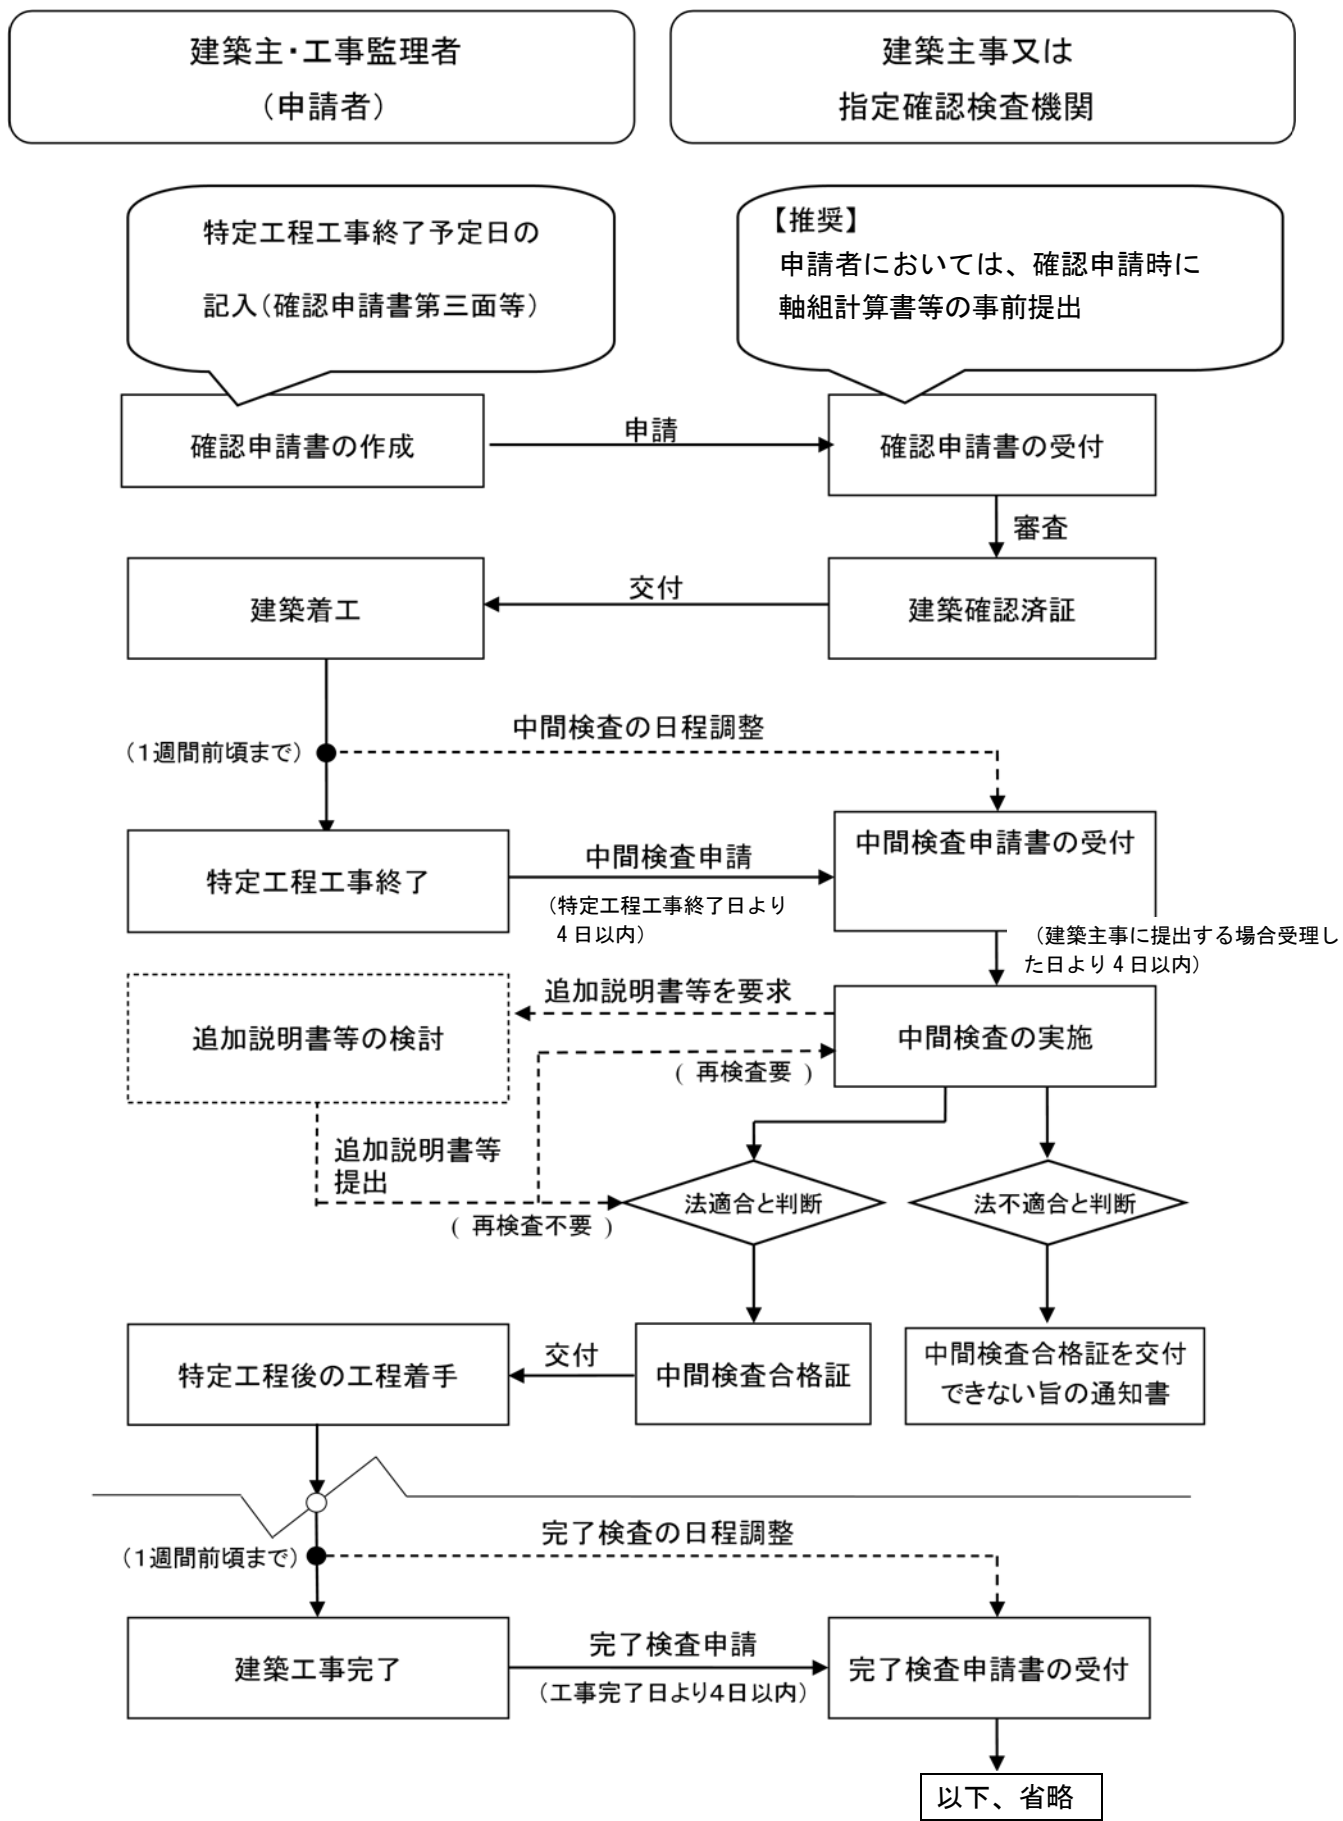 建築主・工事監理者
（申請者）
建築主事又は
指定確認検査機関
特定工程工事終了予定日の
記入（確認申請書第三面等）
【推奨】
申請者においては、確認申請時に
軸組計算書等の事前提出
確認申請書の作成
申請
確認申請書の受付
審査
建築着工
交付
建築確認済証
中間検査の日程調整
（１週間前頃まで）
特定工程工事終了
中間検査申請
（特定工程工事終了日より
４日以内）
中間検査申請書の受付
（建築主事に提出する場合受理し
た日より４日以内）
追加説明書等を要求
追加説明書等の検討
中間検査の実施
( 再検査要 )
追加説明書等
提出
( 再検査不要 )
法適合と判断
法不適合と判断
特定工程後の工程着手
交付
中間検査合格証
中間検査合格証を交付
できない旨の通知書
完了検査の日程調整
（１週間前頃まで）
建築工事完了
完了検査申請
（工事完了日より４日以内）
完了検査申請書の受付
以下、省略